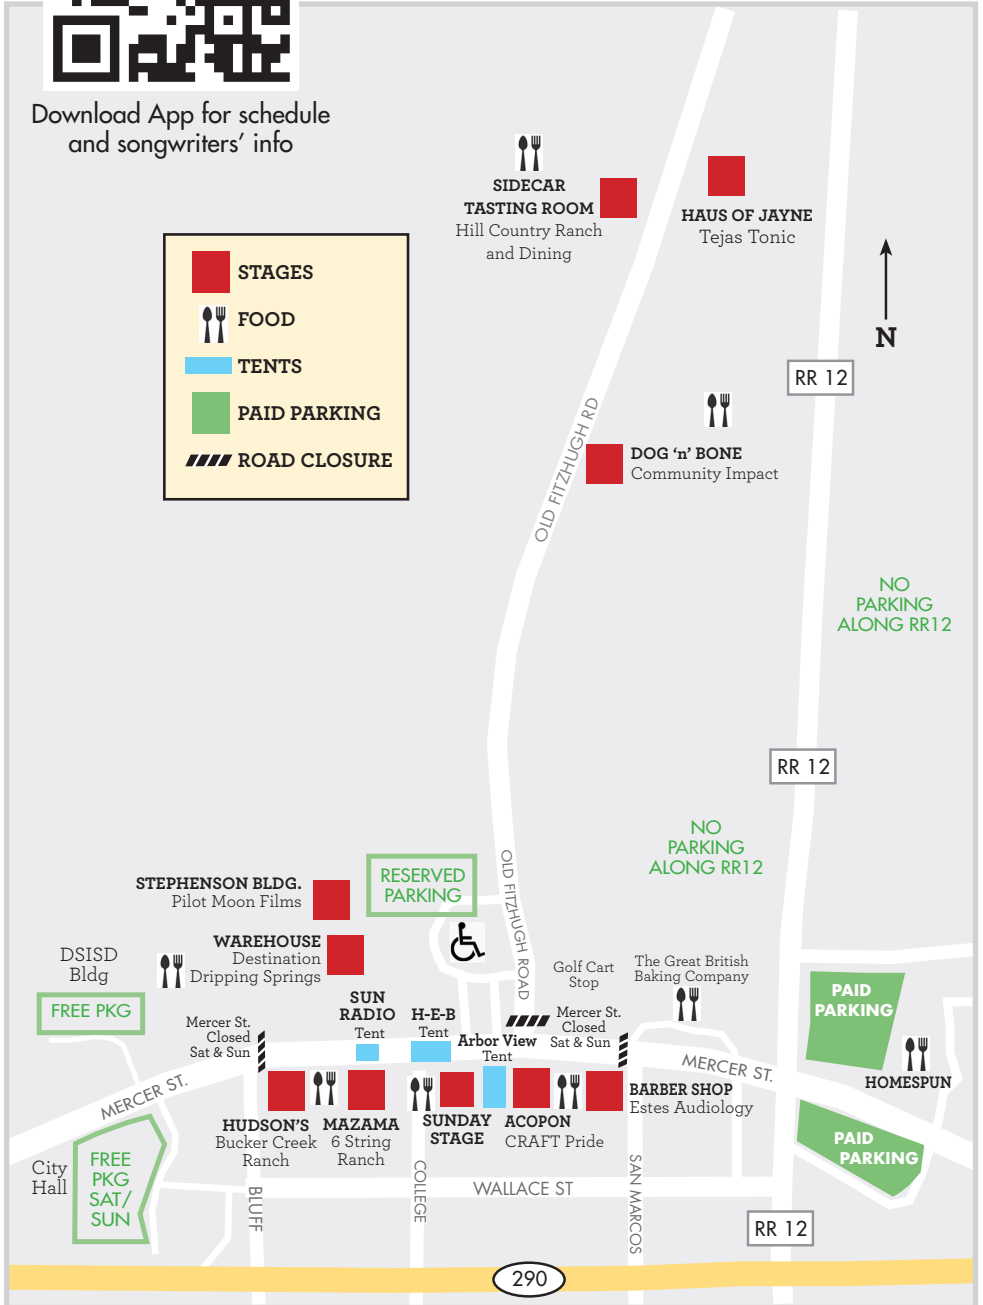 Download App for schedule
and songwriters’ info
SIDECAR
TASTING ROOM
Hill Country Ranch
and Dining
HAUS OF JAYNE
Tejas Tonic
STAGES
FOOD
TENTS
PAID PARKING
ROAD CLOSURE
N
RR 12
OLD FITZHUGH RD
DOG ‘n’ BONE
Community Impact
NO
PARKING
ALONG RR12
RR 12
NO
PARKING
ALONG RR12
RESERVED
PARKING
STEPHENSON BLDG.
Pilot Moon Films
OLD FITZHUGH ROAD
WAREHOUSE
Destination
Dripping Springs
DSISD
Bldg
FREE PKG
Golf Cart
Stop
The Great British
Baking Company
PAID
PARKING
SUN
RADIO
Tent
H-E-B
Tent
Mercer St.
Closed
Sat & Sun
Arbor View
Tent
Mercer St.
Closed
Sat & Sun
MERCER ST.
HOMESPUN
MERCER ST.
BARBER SHOP
Estes Audiology
HUDSON’S
Bucker Creek
Ranch
MAZAMA
6 String
Ranch
SUNDAY
STAGE
ACOPON
CRAFT Pride
PAID
PARKING
City
Hall
FREE
PKG
SAT/
SUN
BLUFF
COLLEGE
WALLACE ST
SAN MARCOS
RR 12
290